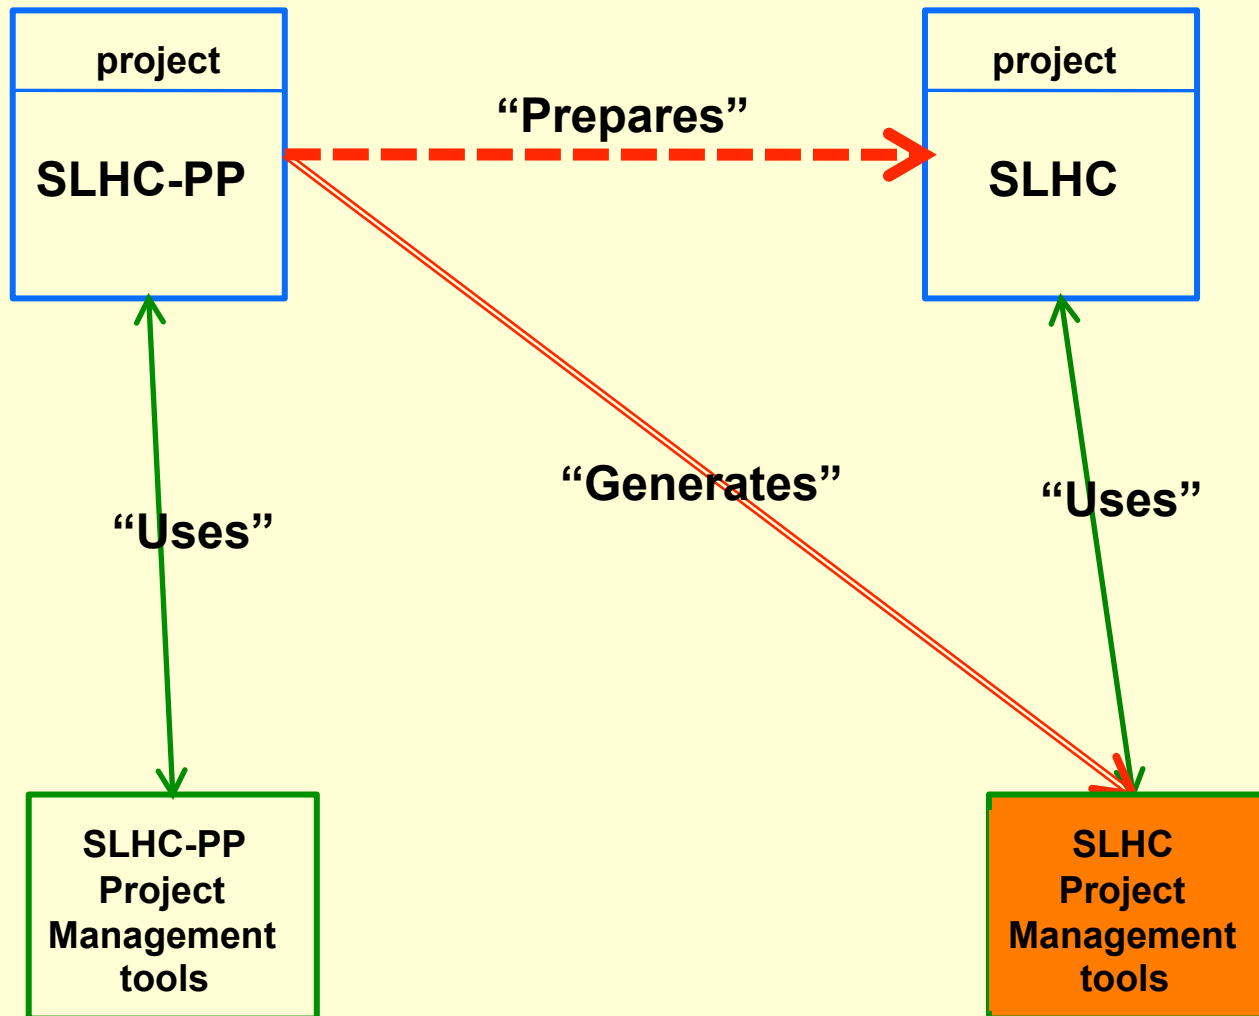 project
project
“Prepares”
SLHC-PP
SLHC
“Generates”
“Uses”
“Uses”
SLHC-PP
Project
Management
tools
SLHC
Project
Management
tools